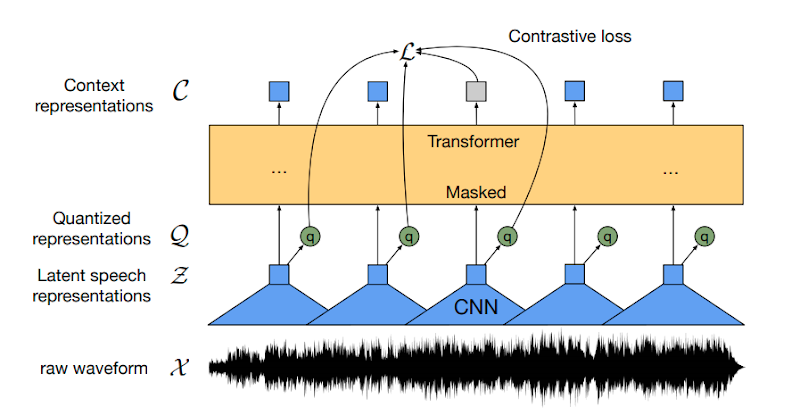 Contrastive loss
ℒ
Context
representations 𝒞
Transformer
... ...
Masked
Quantized
representations 𝒬
q q q q q
Latent speech
representations 𝒵
CNN
raw waveform 𝒳